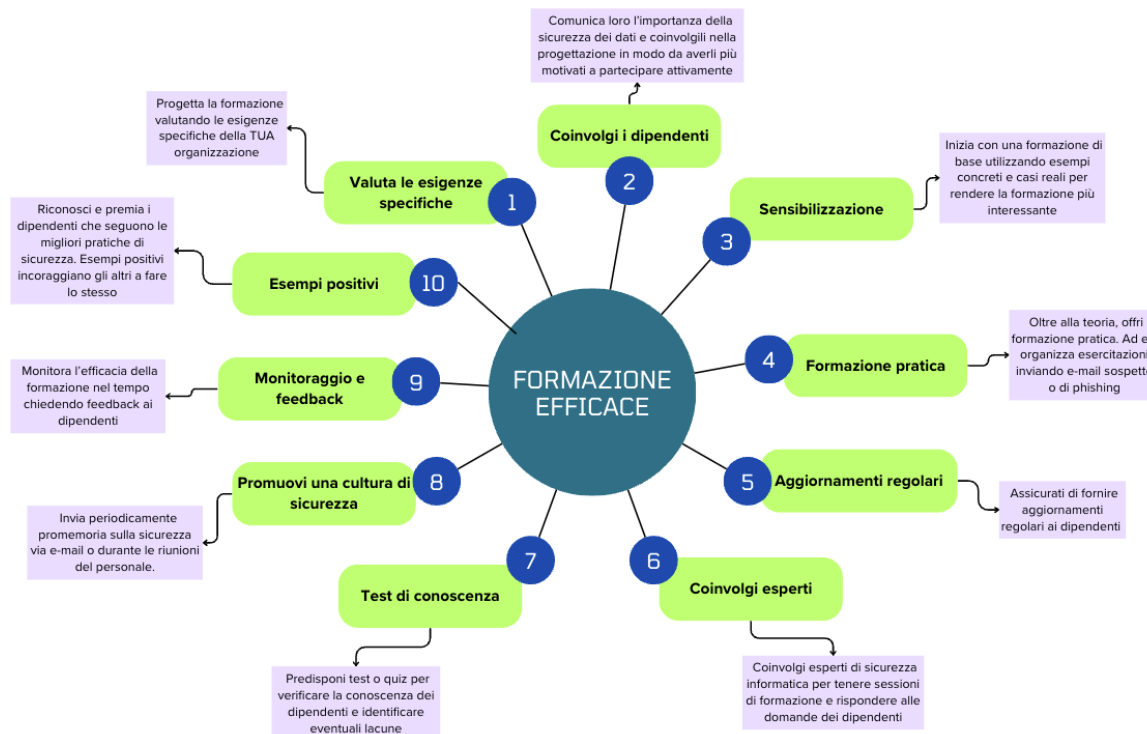 FORMAZIONE
EFFICACE
1
Valuta le esigenze
specifiche
Progetta la formazione
valutando le esigenze
specifiche della TUA
organizzazione
2
Coinvolgi i dipendenti
Comunica loro l'importanza della
sicurezza dei dati e coinvolgili nella
progettazione in modo da averli più
motivati a partecipare attivamente
3
Sensibilizzazione
Inizia con una formazione di
base utilizzando esempi
concreti e casi reali per
rendere la formazione più
interessante
4
Formazione pratica
Oltre alla teoria, offri
formazione pratica. Ad
organizza esercitazioni
inviando e-mail
o di phishing
5
Aggiornamenti regolari
Assicurati di fornire
aggiornamenti
regolari ai dipendenti
6
Coinvolgi esperti
Coinvolgi esperti di sicurezza
informatica per tenere sessioni
di formazione e rispondere alle
domande dei dipendenti
7
Test di conoscenza
Predisponi test o quiz per
verificare la conoscenza dei
dipendenti e identificare
eventuali lacune
8
Promuovi una cultura di
sicurezza
Invia periodicamente
promemoria sulla sicurezza
via e-mail o durante le riunioni
del personale.
9
Monitoraggio e
feedback
Monitora l'efficacia della
formazione nel tempo
chiedendo feedback ai
dipendenti
10
Esempi positivi
Riconosci e premia i
dipendenti che seguono le
migliori pratiche di
sicurezza. Esempi positivi
incoraggiano gli altri a fare
lo stesso